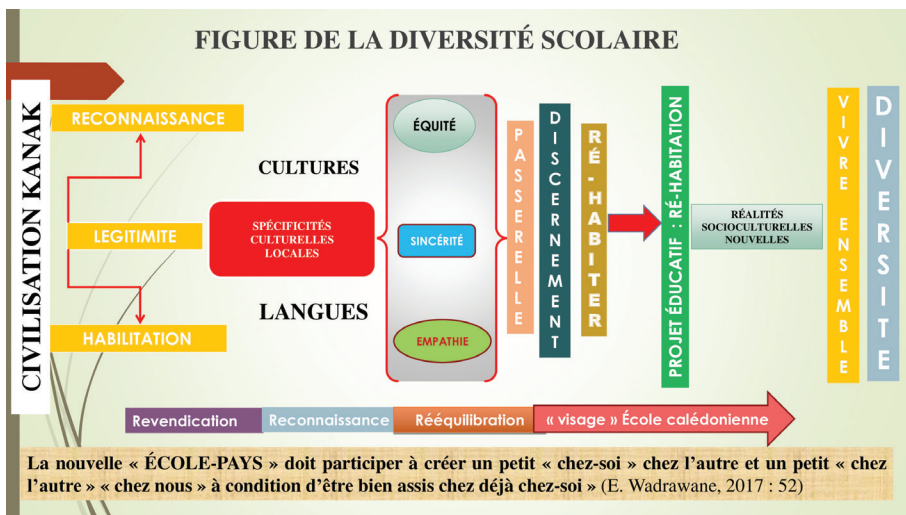 FIGURE DE LA DIVERSITÉ SCOLAIRE
CIVILISATION KANAK
RECONNAISSANCE
LEGITIMITE
HABILITATION
CULTURES
SPÉCIFICITÉS
CULTURELLES
LOCALES
LANGUES
ÉQUITÉ
SINCÉRITÉ
EMPATHIE
PASSERELLE
DISCERNEMENT
RÉ-HABITER
PROJET ÉDUCATIF : RÉ-HABITATION
RÉALITÉS
SOCIOCULTURELLES
NOUVELLES
VIVRE ENSEMBLE
DIVERSITE
Revendication
Reconnaissance
Rééquilibration
« visage » École calédonienne
La nouvelle « ÉCOLE-PAYS » doit participer à créer un petit « chez-soi » chez l'autre et un petit « chez
l'autre » « chez nous » à condition d'être bien assis chez déjà chez-soi » (E. Wadrawane, 2017 : 52)